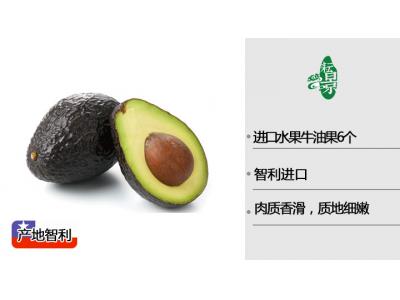 进口水果牛油果6个
智利进口
肉质香滑，质地细嫩
产地智利